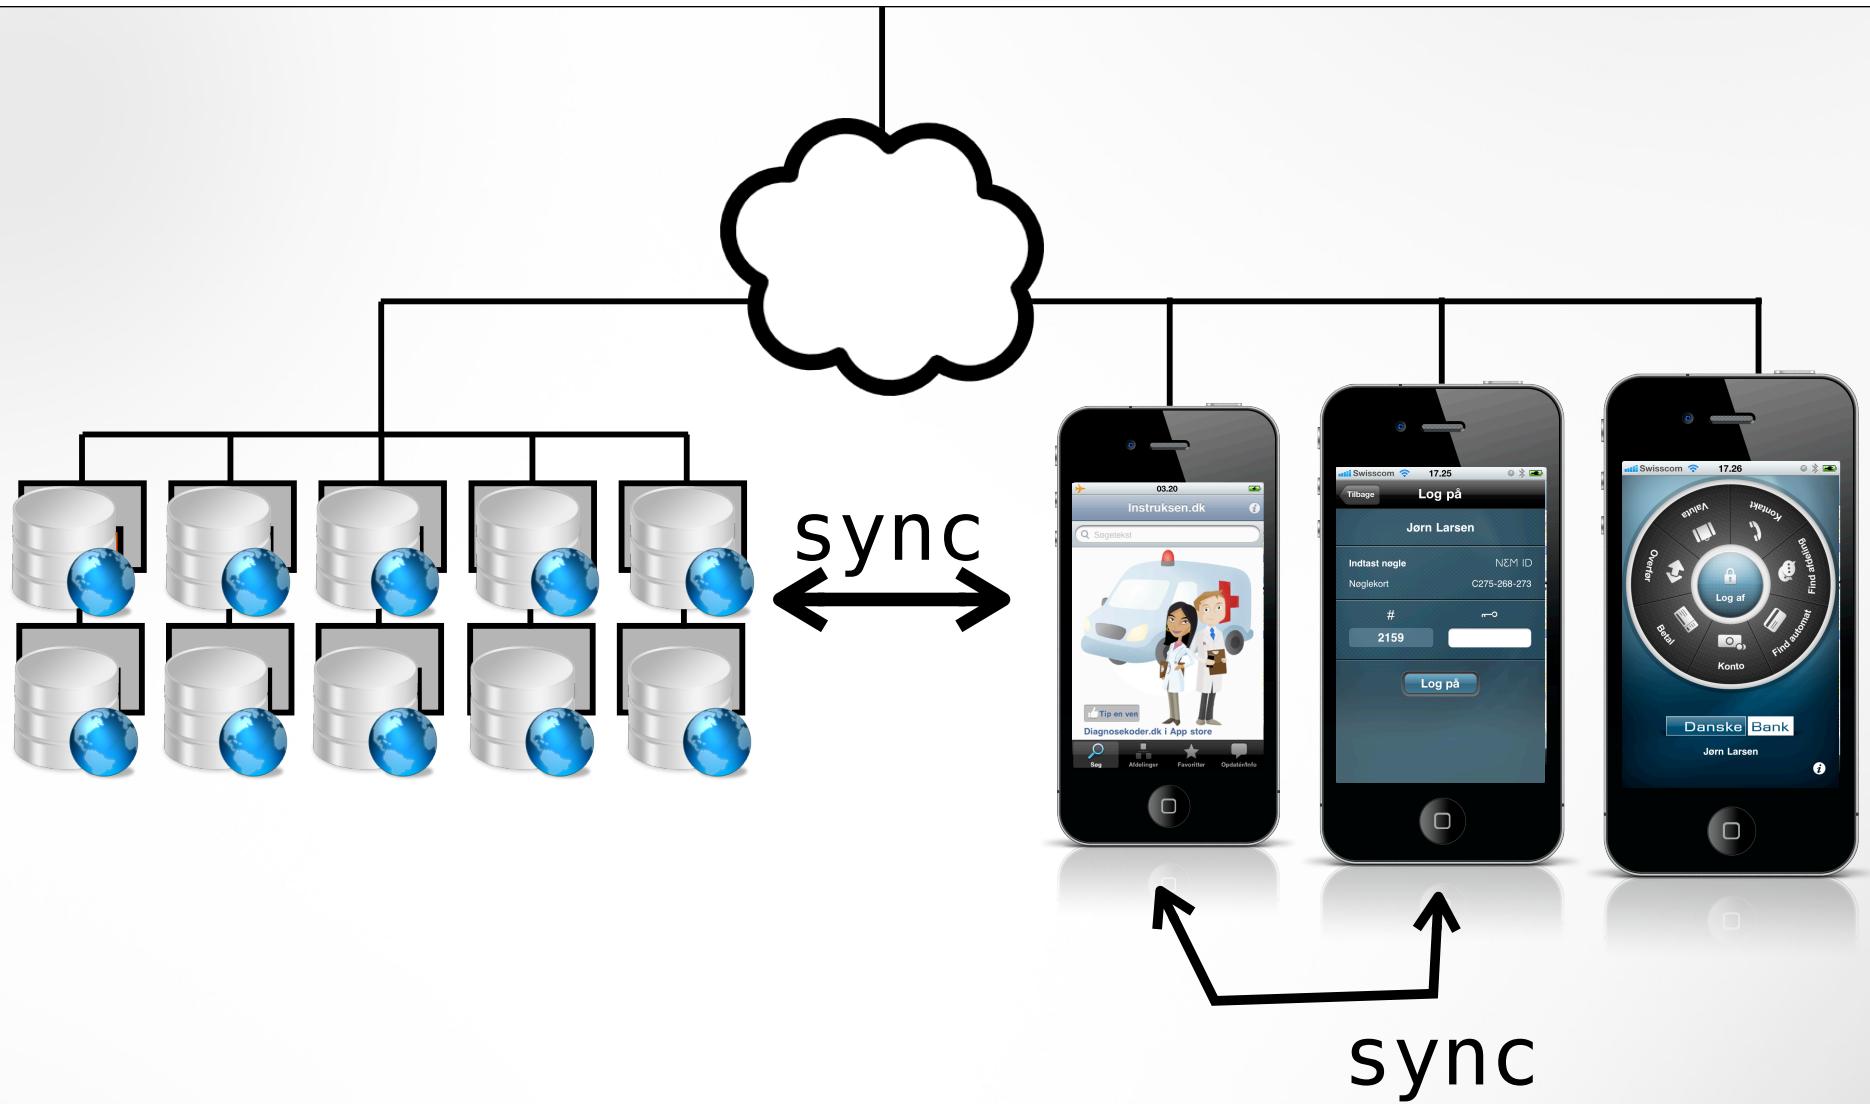 sync
03.20
Instruksen.dk
Søgetekst
Tip en ven
Diagnosekoder.dk i App store
Søg
Afdelinger
Favoritter
Opdatér/Info
Swisscom
17.25
Tilbage
Log på
Jørn Larsen
Indtast nøgle
NEM ID
Nøglekort
C275-268-273
#
2159
Log på
Swisscom
17.26
Valuta
Kontakt
Overfør
Find afdeling
Log af
Betal
Find automat
Konto
Danske Bank
Jørn Larsen
sync